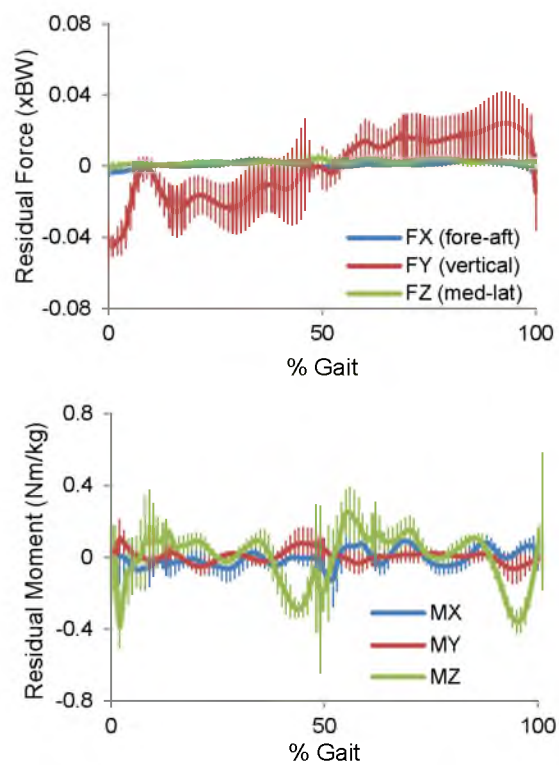 0.08
0.04
0
-0.04
-0.08
Residual Force (xBW)
FX (fore-aft)
FY (vertical)
FZ (med-lat)
0 50 100
% Gait
0.8
0.4
0
-0.4
-0.8
Residual Moment (Nm/kg)
MX
MY
MZ
0 50 100
% Gait